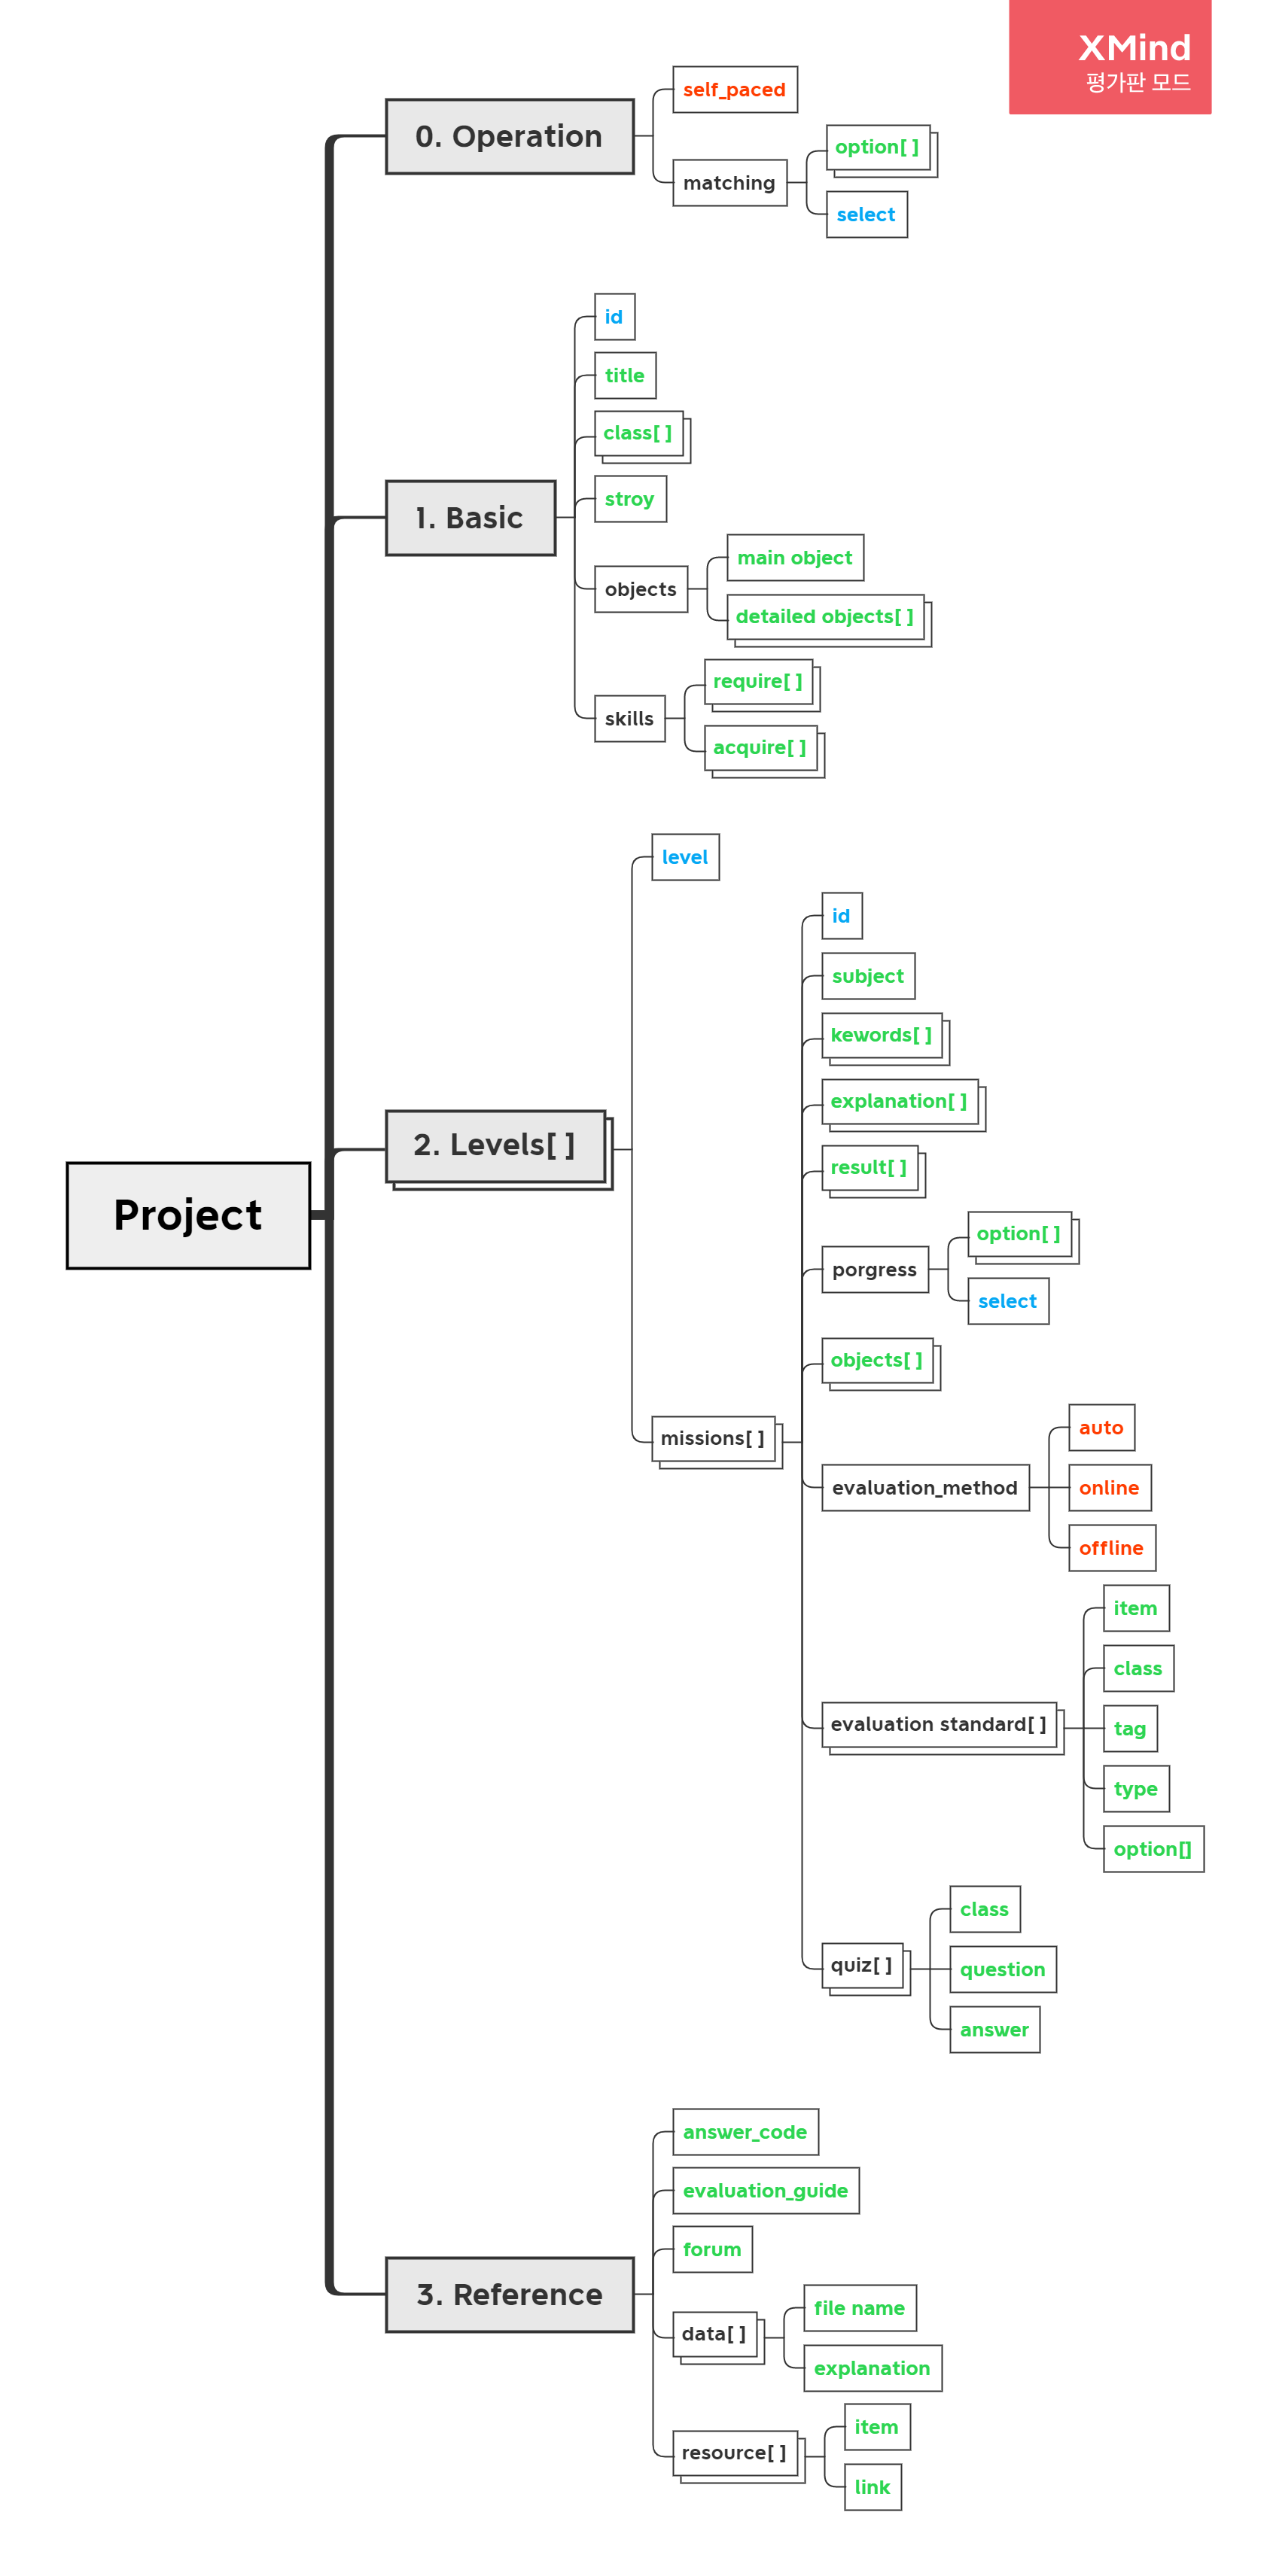 XMind
평가판 모드
Project
0. Operation
self_paced
matching
option[ ]
select
1. Basic
id
title
class[ ]
stroy
objects
main object
detailed objects[ ]
skills
require[ ]
acquire[ ]
2. Levels[ ]
level
missions[ ]
id
subject
kewords[ ]
explanation[ ]
result[ ]
porgress
option[ ]
select
objects[ ]
evaluation_method
auto
online
offline
evaluation standard[ ]
item
class
tag
type
option[]
quiz[ ]
class
question
answer
3. Reference
answer_code
evaluation_guide
forum
data[ ]
file name
explanation
resource[ ]
item
link